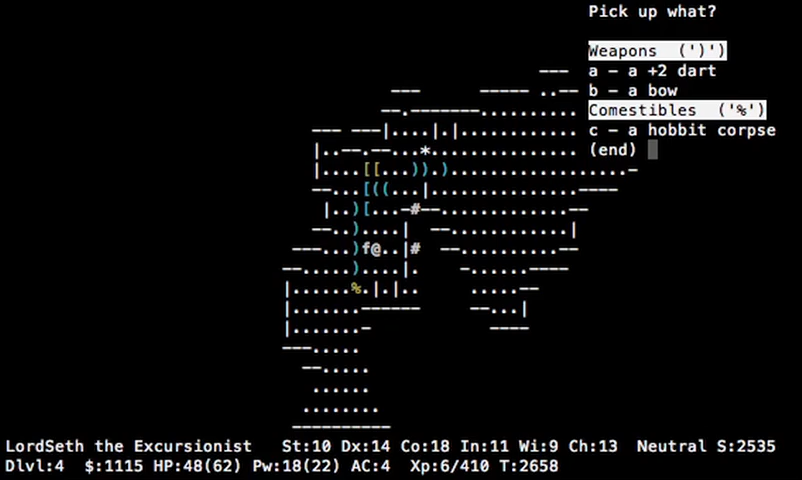 Pick up what?
Weapons (')')
a – a +2 dart
b – a bow
Comestibles ('%')
c – a hobbit corpse
(end)
LordSeth the Excursionist St:10 Dx:14 Co:18 In:11 Wi:9 Ch:13 Neutral S:2535
Dlvl:4 $:1115 HP:48(62) Pw:18(22) AC:4 Xp:6/410 T:2658